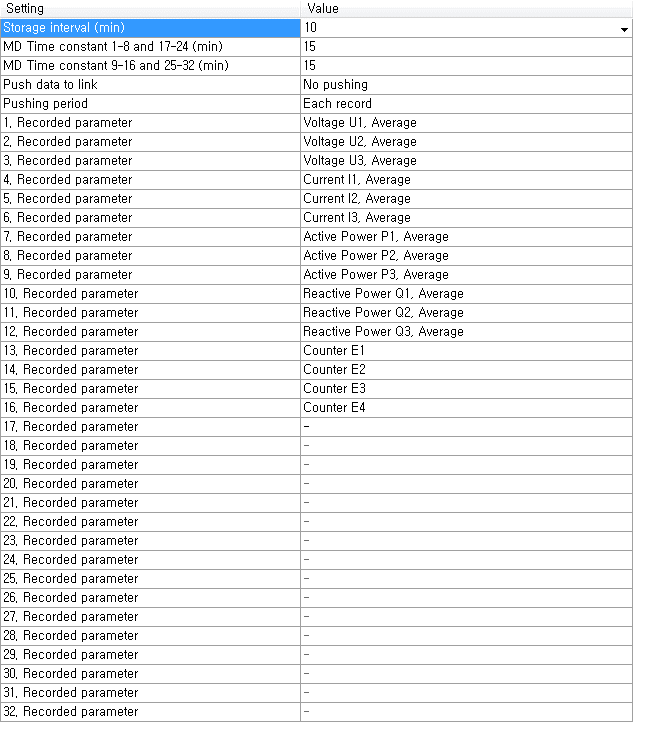 Setting Value
Storage interval (min) 10
MD Time constant 1-8 and 17-24 (min) 15
MD Time constant 9-16 and 25-32 (min) 15
Push data to link No pushing
Pushing period Each record
1, Recorded parameter Voltage U1, Average
2, Recorded parameter Voltage U2, Average
3, Recorded parameter Voltage U3, Average
4, Recorded parameter Current I1, Average
5, Recorded parameter Current I2, Average
6, Recorded parameter Current I3, Average
7, Recorded parameter Active Power P1, Average
8, Recorded parameter Active Power P2, Average
9, Recorded parameter Active Power P3, Average
10, Recorded parameter Reactive Power Q1, Average
11, Recorded parameter Reactive Power Q2, Average
12, Recorded parameter Reactive Power Q3, Average
13, Recorded parameter Counter E1
14, Recorded parameter Counter E2
15, Recorded parameter Counter E3
16, Recorded parameter Counter E4
17, Recorded parameter -
18, Recorded parameter -
19, Recorded parameter -
20, Recorded parameter -
21, Recorded parameter -
22, Recorded parameter -
23, Recorded parameter -
24, Recorded parameter -
25, Recorded parameter -
26, Recorded parameter -
27, Recorded parameter -
28, Recorded parameter -
29, Recorded parameter -
30, Recorded parameter -
31, Recorded parameter -
32, Recorded parameter -